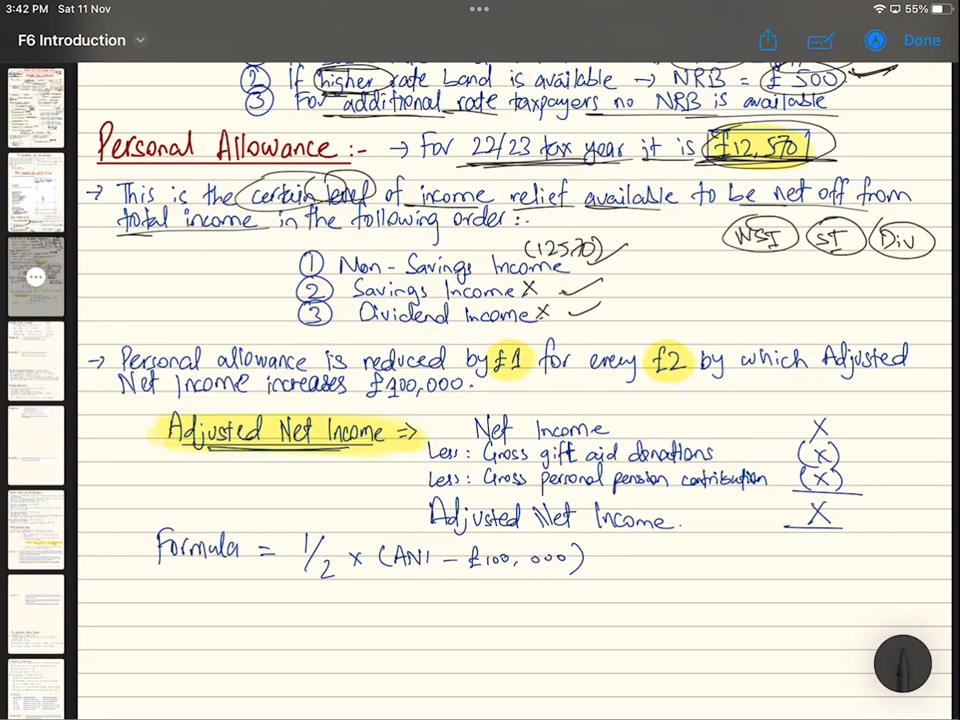 3:42 PM Sat 11 Nov
55%
F6 Introduction
Done
② If higher rate band is available → NRB = £500
③ For additional rate taxpayers no NRB is available
Personal Allowance :- → For 22/23 tax year it is £12,570
→ This is the certain level of income relief available to be net off from
total income in the following order :-
NSI ST Div
(12570)
① Non-Savings Income
② Savings Income x
③ Dividend Income x
→ Personal allowance is reduced by £1 for every £2 by which Adjusted
Net Income increases £100,000.
Adjusted Net Income => Net Income X
Less: Gross gift aid donations (x)
Less: Gross personal pension contribution (x)
Adjusted Net Income. X
Formula = 1/2 x (ANI - £100,000)